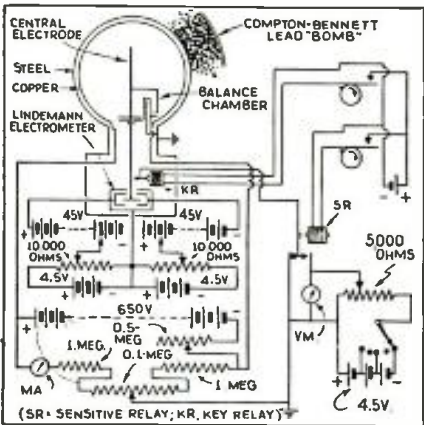 CENTRAL
ELECTRODE
COMPTON-BENNETT
LEAD "BOMB"
STEEL
COPPER
BALANCE
CHAMBER
LINDEMANN
ELECTROMETER
KR
- +
45V
45V
+ - + -
SR
10 000
OHMS
10 000
OHMS
5000
OHMS
4.5V
4.5V
+ - + -
650V
+ -
0.5-
MEG
1. MEG.
0.1-MEG
1 MEG
MA
VM
+ -
4.5V
(SR = SENSITIVE RELAY; KR, KEY RELAY)